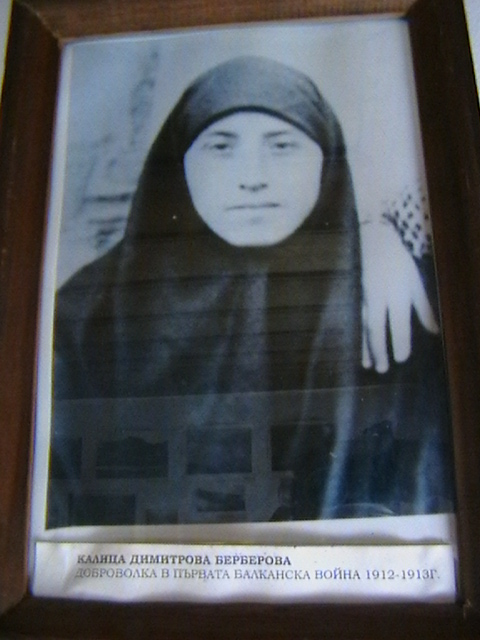 КАЛИЦА ДИМИТРОВА БЕРБЕРОВА
ДОБРОВОЛКА В ПЪРВАТА БАЛКАНСКА ВОЙНА 1912-1913Г.